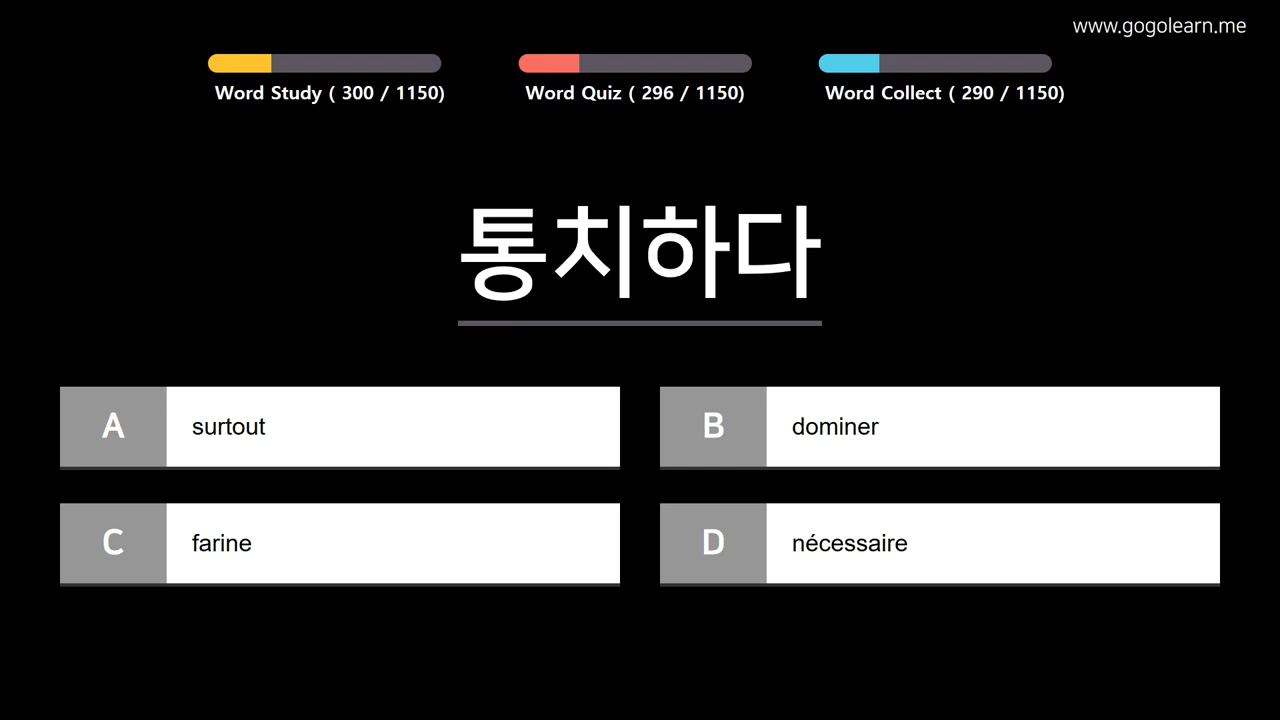 www.gogolearn.me
Word Study ( 300 / 1150)
Word Quiz ( 296 / 1150)
Word Collect ( 290 / 1150)
통치하다
A surtout
B dominer
C farine
D nécessaire